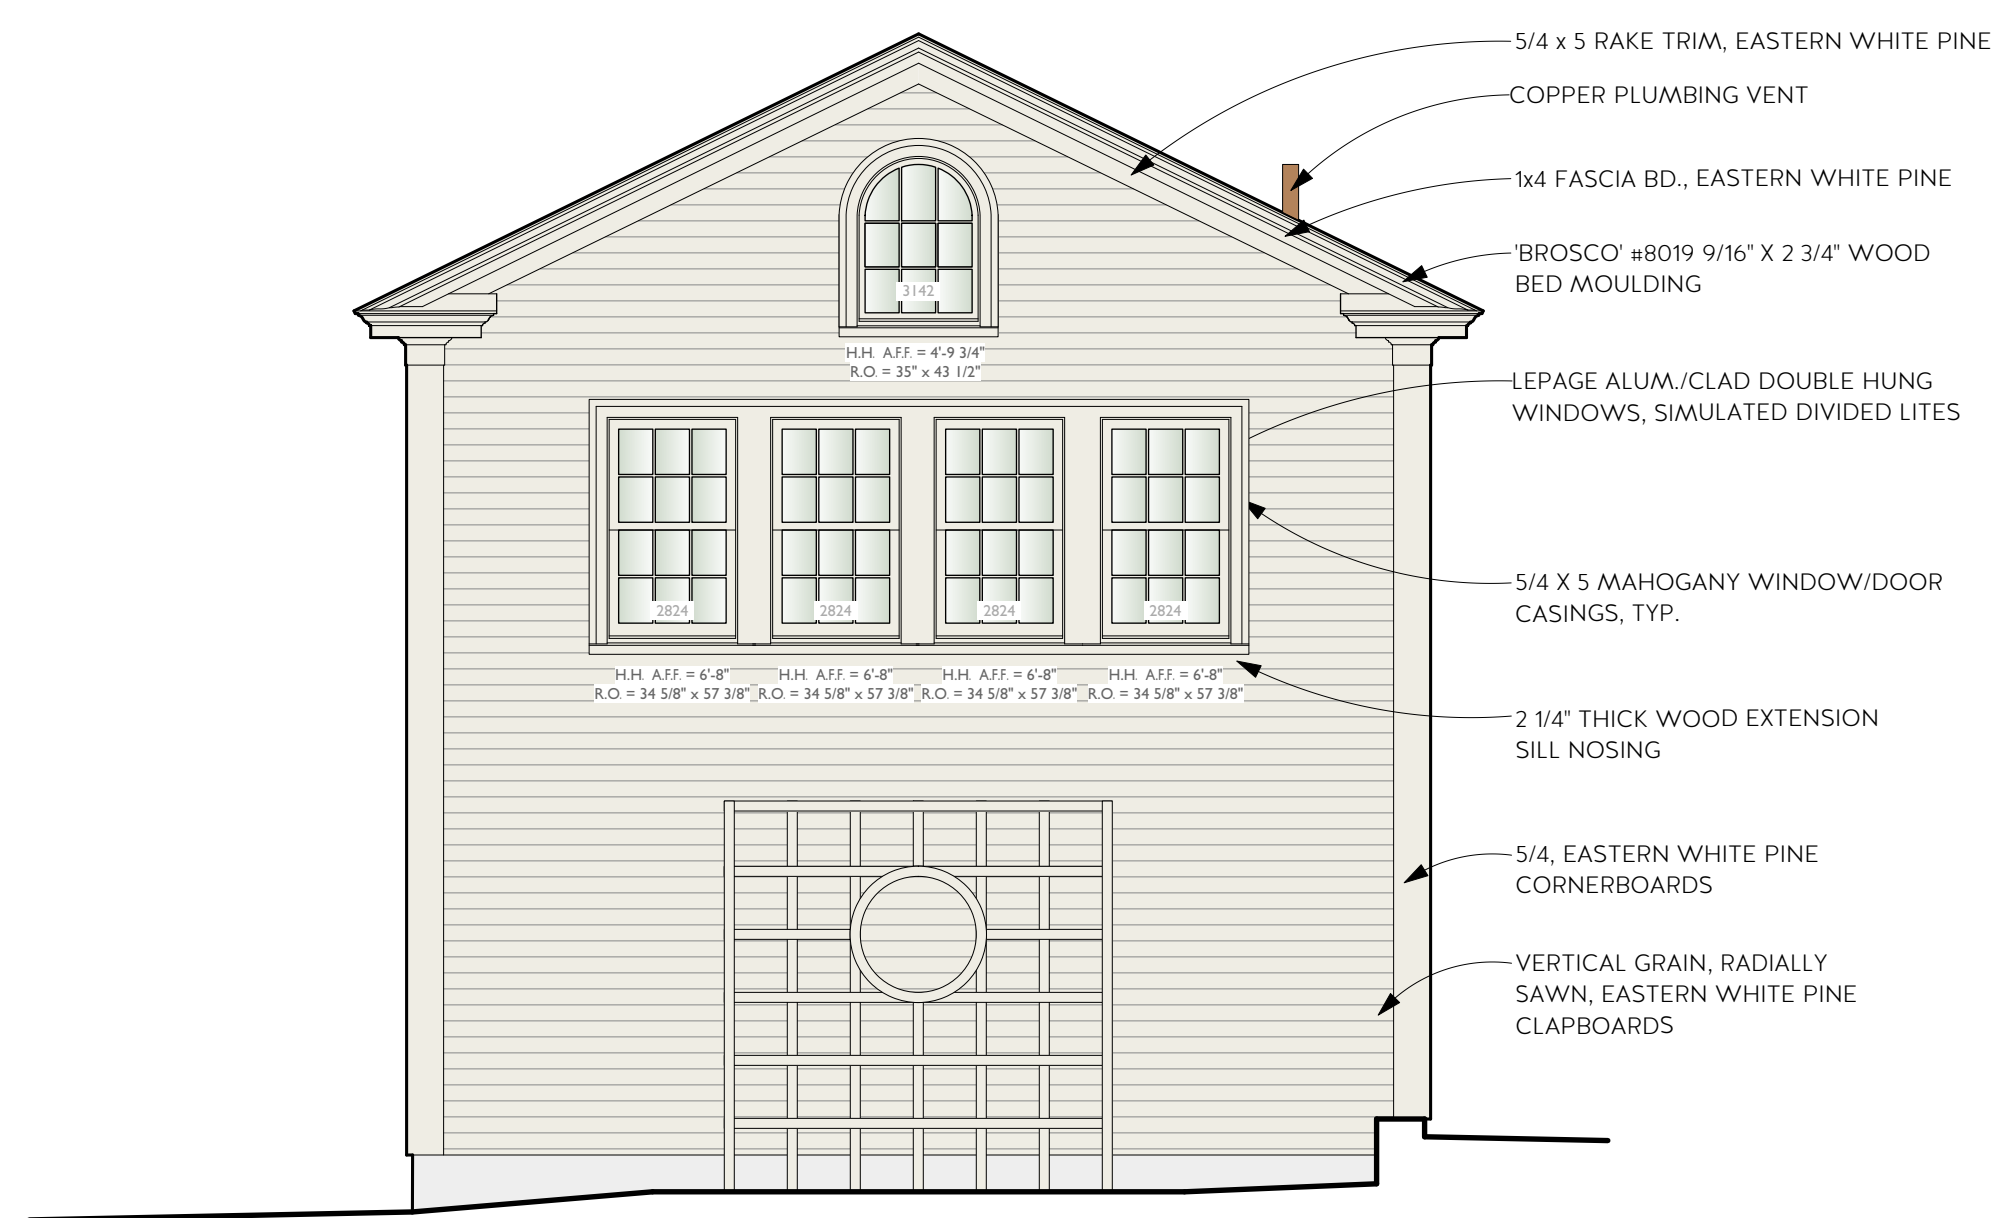 5/4 x 5 RAKE TRIM, EASTERN WHITE PINE
COPPER PLUMBING VENT
1x4 FASCIA BD., EASTERN WHITE PINE
'BROSCO' #8019 9/16" X 2 3/4" WOOD
BED MOULDING
3142
H.H. A.F.F. = 4'-9 3/4"
R.O. = 35" x 43 1/2"
LEPAGE ALUM./CLAD DOUBLE HUNG
WINDOWS, SIMULATED DIVIDED LITES
5/4 X 5 MAHOGANY WINDOW/DOOR
CASINGS, TYP.
2824 2824 2824 2824
H.H. A.F.F. = 6'-8" H.H. A.F.F. = 6'-8" H.H. A.F.F. = 6'-8" H.H. A.F.F. = 6'-8"
R.O. = 34 5/8" x 57 3/8" R.O. = 34 5/8" x 57 3/8" R.O. = 34 5/8" x 57 3/8" R.O. = 34 5/8" x 57 3/8"
2 1/4" THICK WOOD EXTENSION
SILL NOSING
5/4, EASTERN WHITE PINE
CORNERBOARDS
VERTICAL GRAIN, RADIALLY
SAWN, EASTERN WHITE PINE
CLAPBOARDS